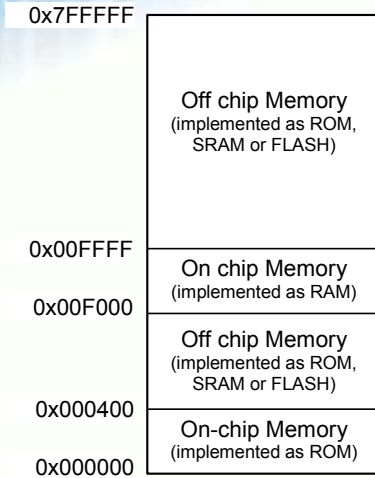 0x7FFFFF
Off chip Memory
(implemented as ROM,
SRAM or FLASH)
0x00FFFF
On chip Memory
(implemented as RAM)
0x00F000
Off chip Memory
(implemented as ROM,
SRAM or FLASH)
0x000400
On-chip Memory
(implemented as ROM)
0x000000